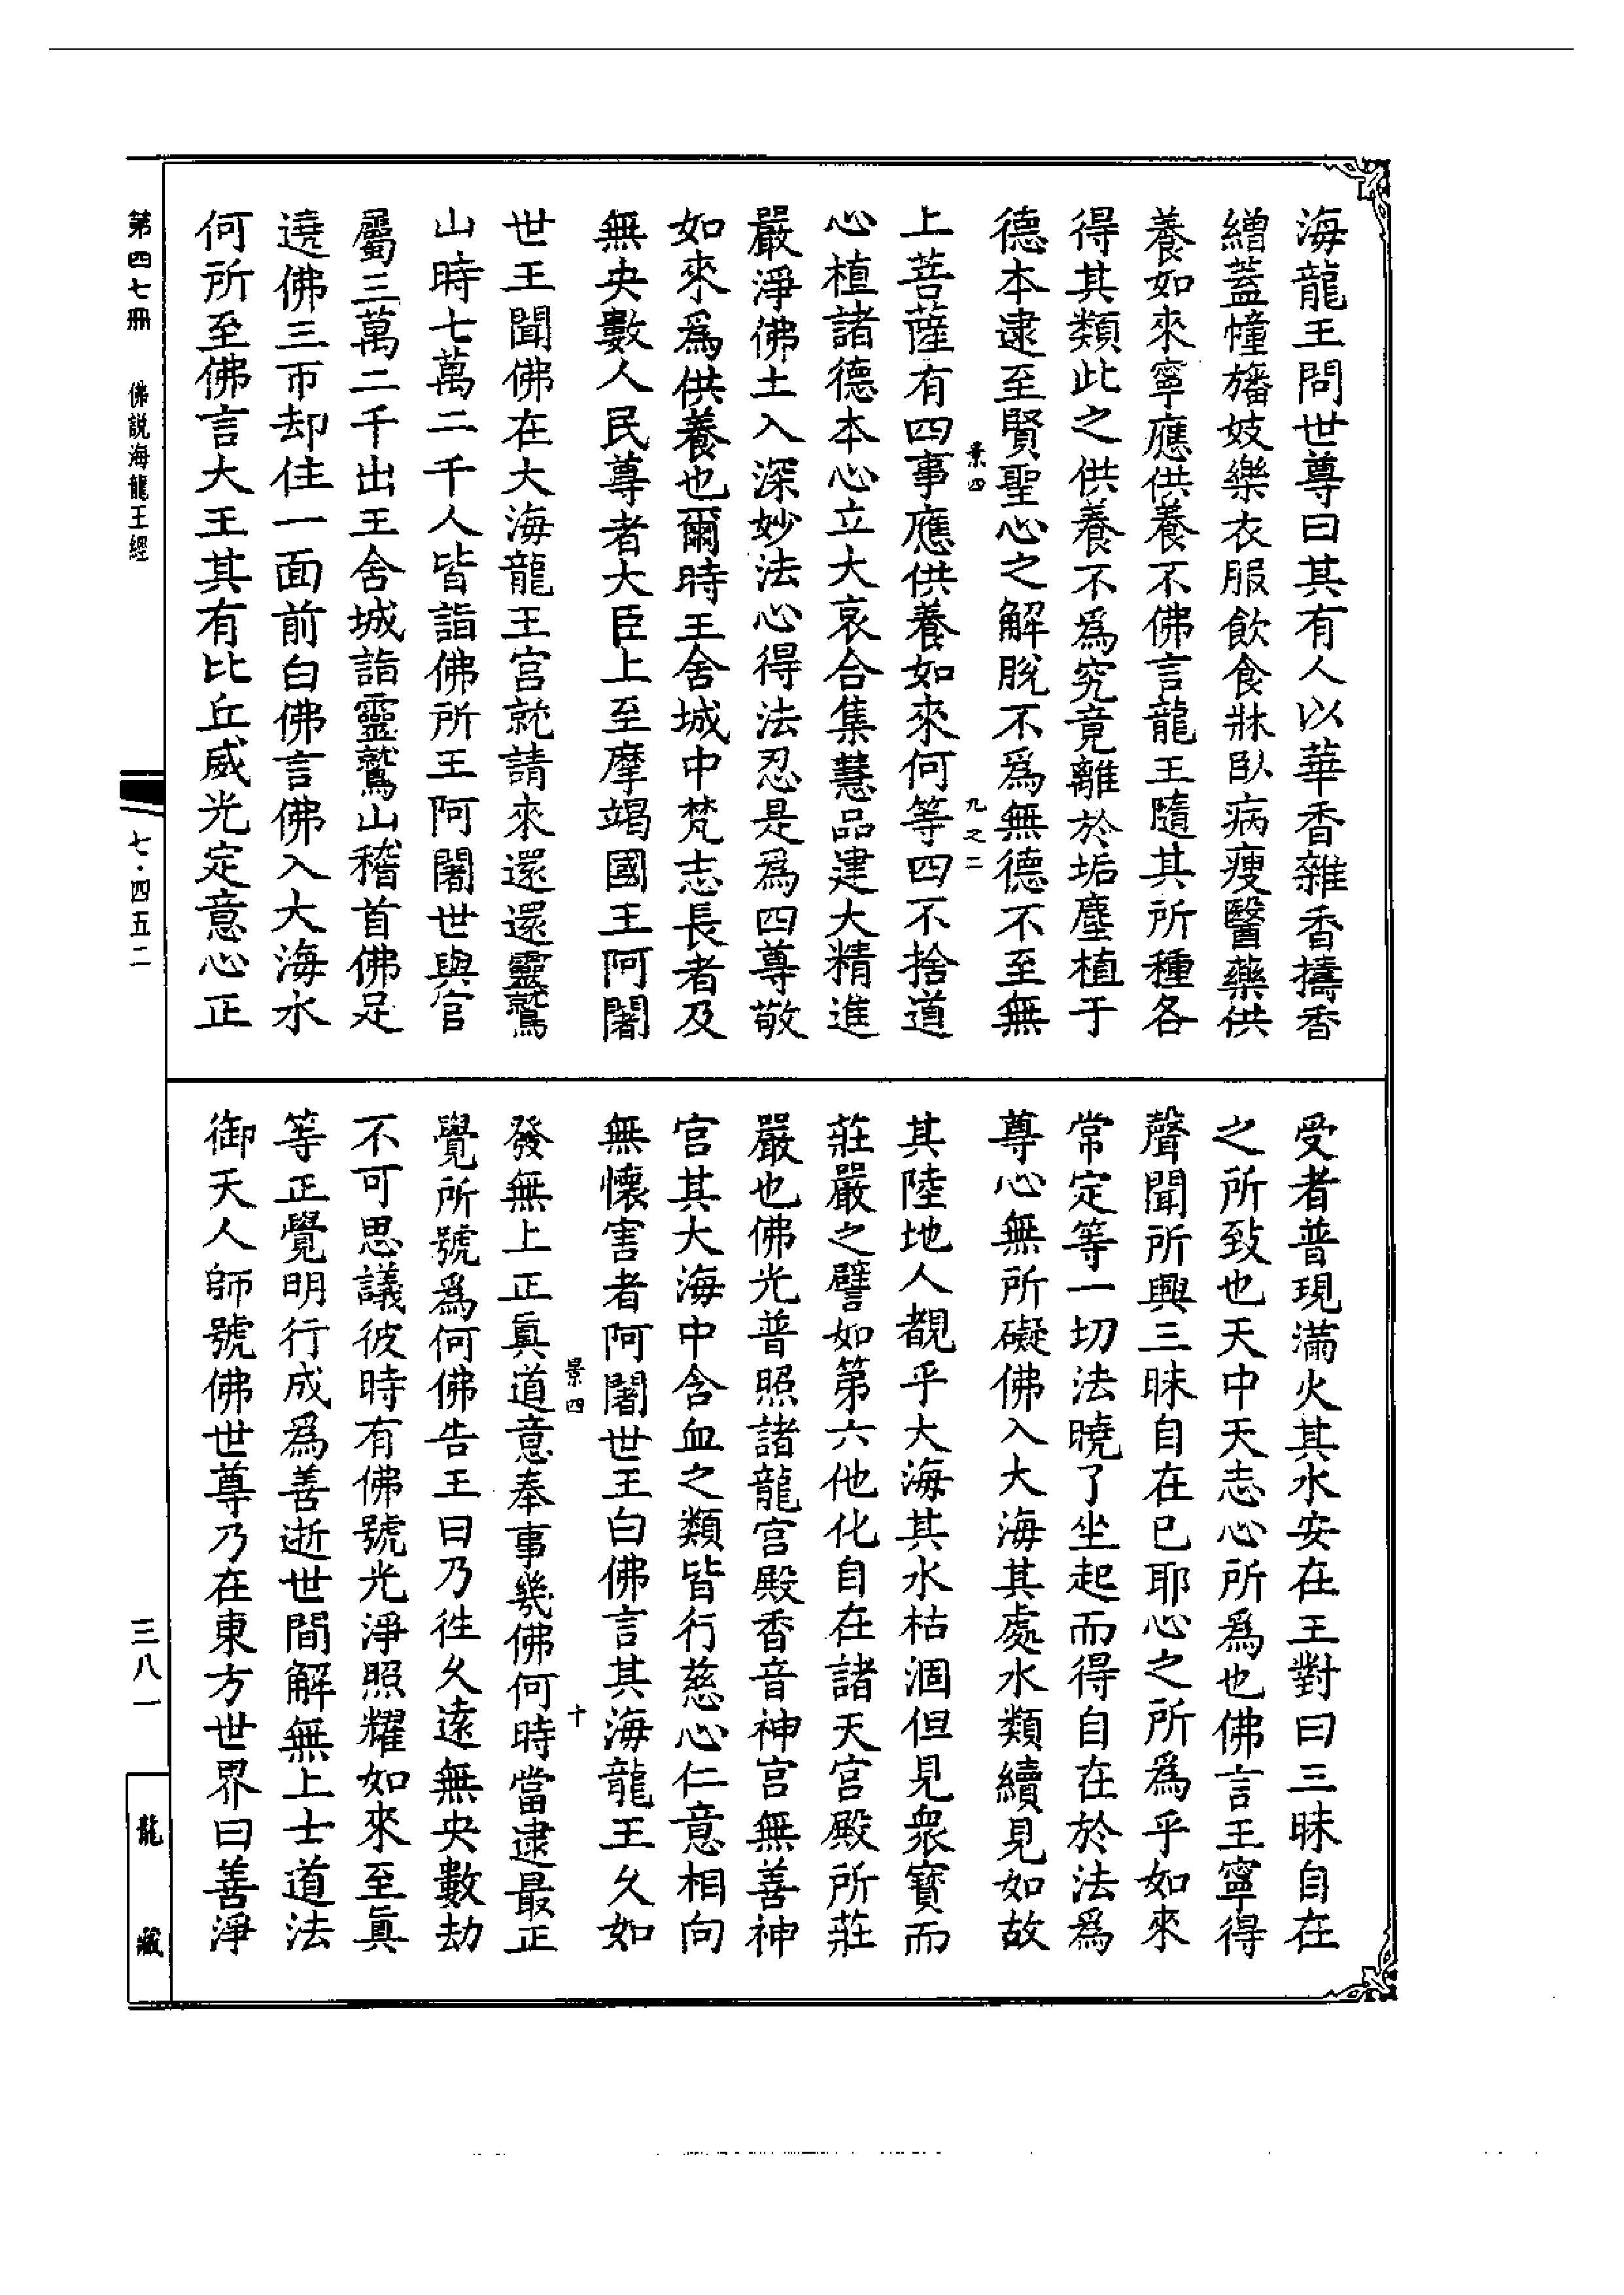 海龍王問世尊曰其有人以華香雜香擣香
繒蓋幢旛妓樂衣服飲食牀臥病瘦醫藥供
養如來寧應供養不佛言龍王隨其所種各
得其類此之供養不爲究竟離於垢塵植于
德本逮至賢聖心之解脫不爲無德不至無
景四 九之二
上菩薩有四事應供養如來何等四不捨道
心植諸德本心立大哀合集慧品建大精進
嚴淨佛土入深妙法心得法忍是爲四尊敬
如來爲供養也爾時王舍城中梵志長者及
無央數人民尊者大臣上至摩竭國王阿闍
世王聞佛在大海龍王宮就請來還還靈鷲
山時七萬二千人皆詣佛所王阿闍世與官
屬三萬二千出王舍城詣靈鷲山稽首佛足
遶佛三帀却住一面前白佛言佛入大海水
何所至佛言大王其有比丘威光定意心正
受者普現滿火其水安在王對曰三昧自在
之所致也天中天志心所爲也佛言王寧得
聲聞所興三昧自在已耶心之所爲乎如來
常定等一切法曉了坐起而得自在於法爲
尊心無所礙佛入大海其處水類續見如故
其陸地人覩乎大海其水枯涸但見衆寶而
莊嚴之譬如第六他化自在諸天宮殿所莊
嚴也佛光普照諸龍宮殿香音神宮無善神
宮其大海中含血之類皆行慈心仁意相向
無懷害者阿闍世王白佛言其海龍王久如
景四 十
發無上正眞道意奉事幾佛何時當逮最正
覺所號爲何佛告王曰乃徃久遠無央數劫
不可思議彼時有佛號光淨照耀如來至眞
等正覺明行成爲善逝世間解無上士道法
御天人師號佛世尊乃在東方世界曰善淨
第四七冊 佛說海龍王經
七·四五二
三八一
龍藏